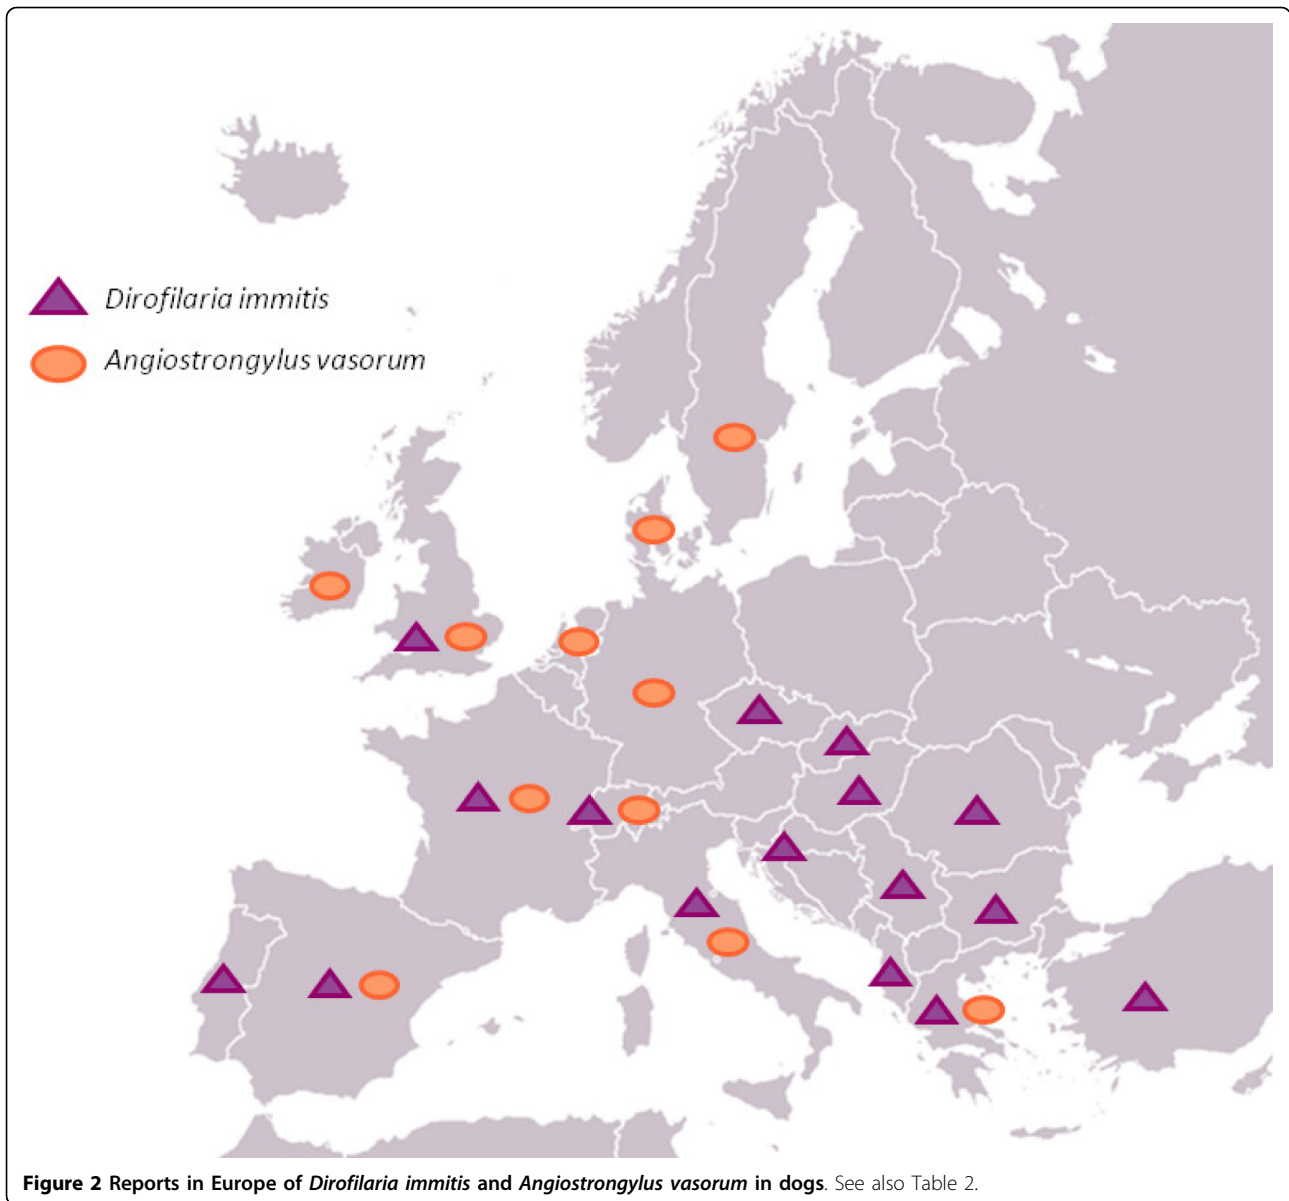 Dirofilaria immitis
Angiostrongylus vasorum
Figure 2 Reports in Europe of Dirofilaria immitis and Angiostrongylus vasorum in dogs. See also Table 2.